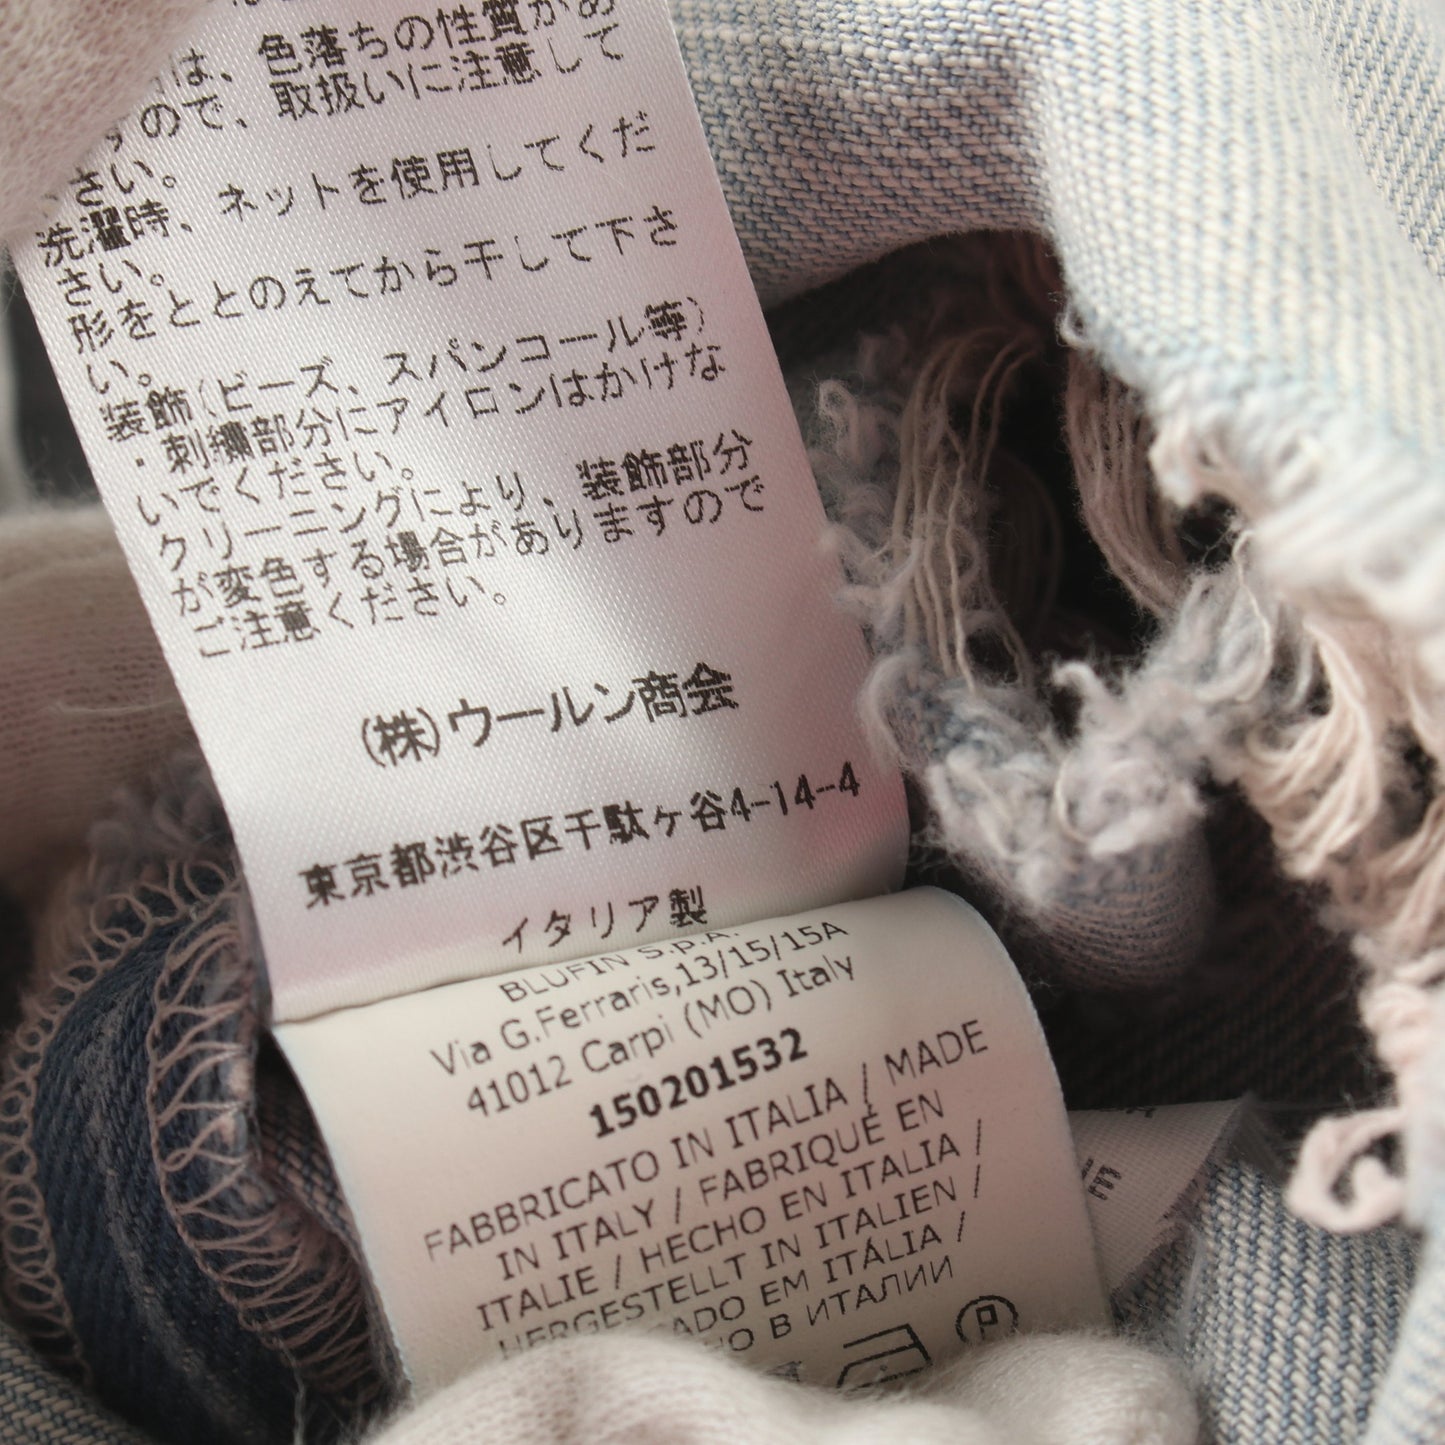 は、色落ちの性質があ
ので、取扱いに注意して
さい。
洗濯時、ネットを使用してくだ
さい。
形をととのえてから干して下さ
い。
装飾(ビーズ、スパンコール等)
・刺繍部分にアイロンはかけな
いでください。
クリーニングにより、装飾部分
が変色する場合がありますので
ご注意ください。
(株)ウールン商会
東京都渋谷区千駄ヶ谷4-14-4
イタリア製
BLUFIN S.p.A.
Via G.Ferraris,13/15/15A
41012 Carpi (MO) Italy
150201532
FABBRICATO IN ITALIA / MADE
IN ITALY / FABRIQUÉ EN
ITALIE / HECHO EN ITALIA /
HERGESTELLT IN ITALIEN /
CADO EM ITÁLIA /
НО В ИТАЛИИ
P